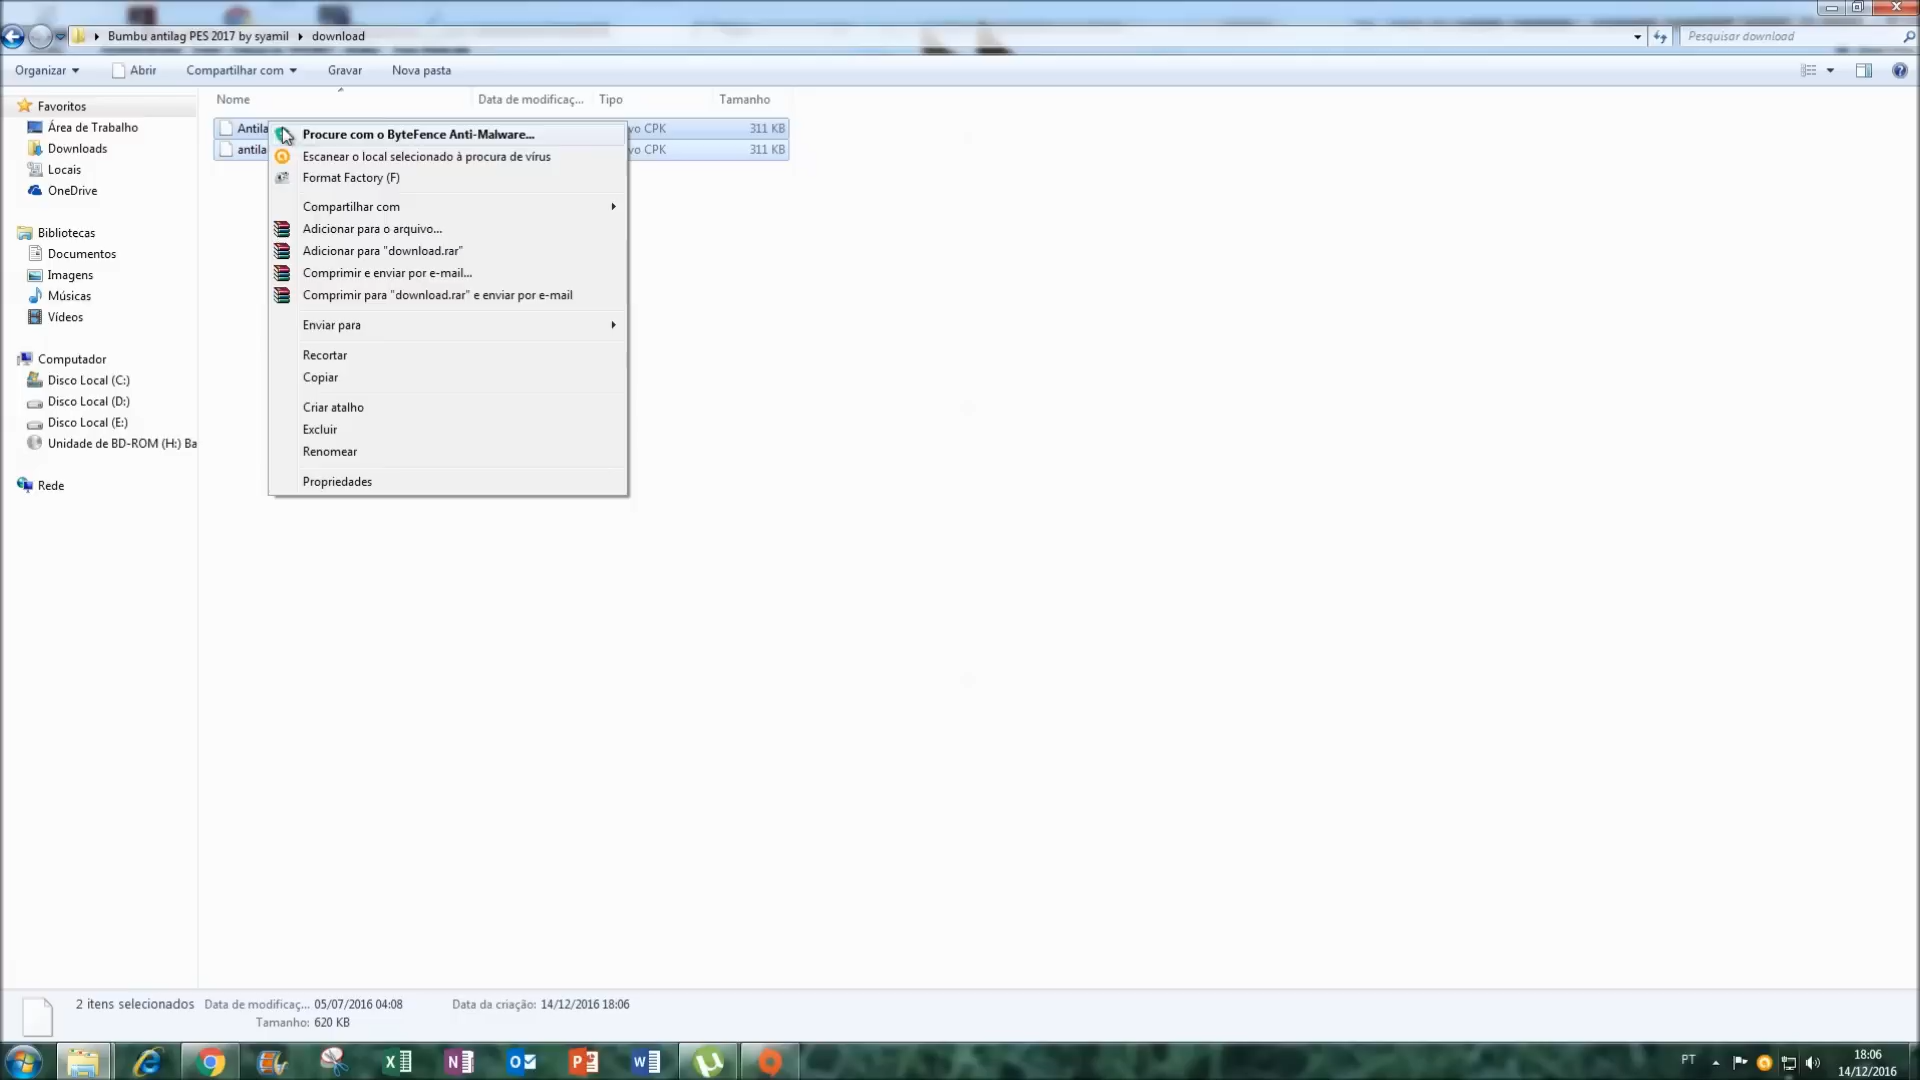 Bumbu antilag PES 2017 by syamil
download
Pesquisar download
Organizar
Abrir
Compartilhar com
Gravar
Nova pasta
Nome
Data de modificaç...
Tipo
Tamanho
Favoritos
Área de Trabalho
Downloads
Locais
OneDrive
Bibliotecas
Documentos
Imagens
Músicas
Vídeos
Computador
Disco Local (C:)
Disco Local (D:)
Disco Local (E:)
Unidade de BD-ROM (H:) Ba
Rede
Antila
vo CPK
311 KB
antila
vo CPK
311 KB
Procure com o ByteFence Anti-Malware...
Escanear o local selecionado à procura de vírus
Format Factory (F)
Compartilhar com
Adicionar para o arquivo...
Adicionar para "download.rar"
Comprimir e enviar por e-mail...
Comprimir para "download.rar" e enviar por e-mail
Enviar para
Recortar
Copiar
Criar atalho
Excluir
Renomear
Propriedades
2 itens selecionados
Data de modificaç... 05/07/2016 04:08
Data da criação: 14/12/2016 18:06
Tamanho: 620 KB
PT
18:06
14/12/2016